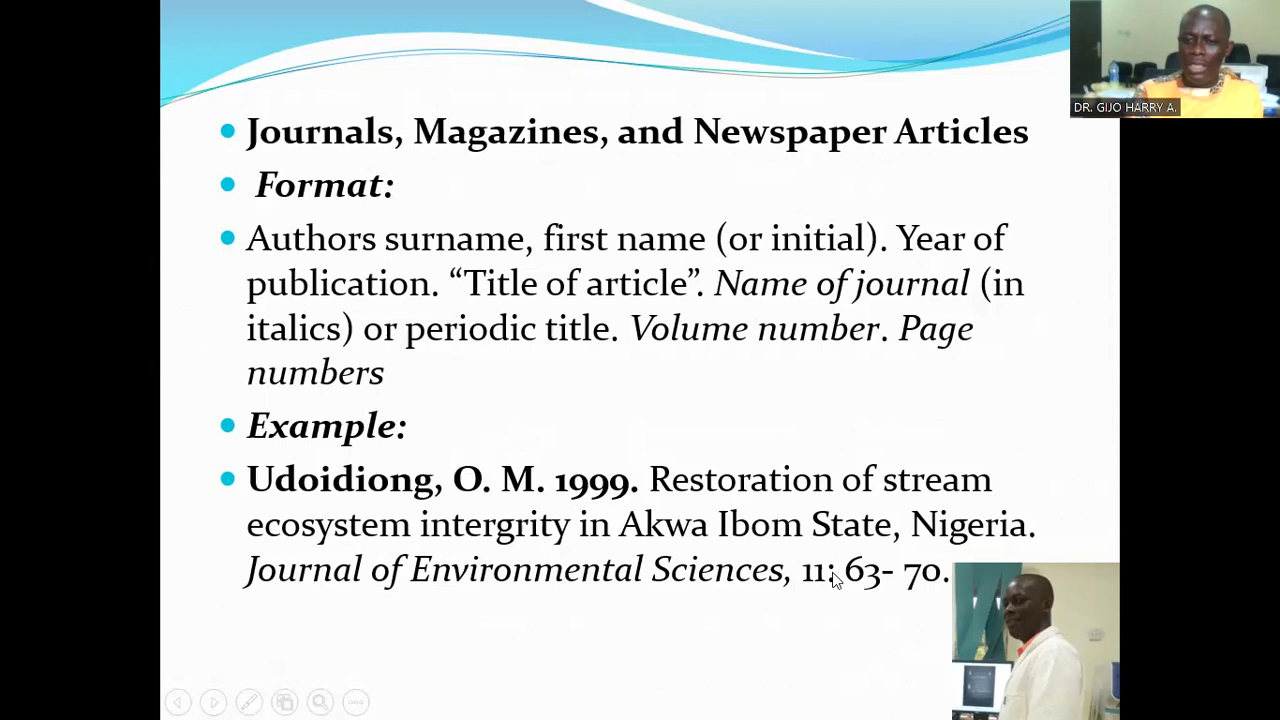 DR. GIJO HARRY A.
Journals, Magazines, and Newspaper Articles
Format:
Authors surname, first name (or initial). Year of
publication. “Title of article”. Name of journal (in
italics) or periodic title. Volume number. Page
numbers
Example:
Udoidiong, O. M. 1999. Restoration of stream
ecosystem intergrity in Akwa Ibom State, Nigeria.
Journal of Environmental Sciences, 11: 63- 70.